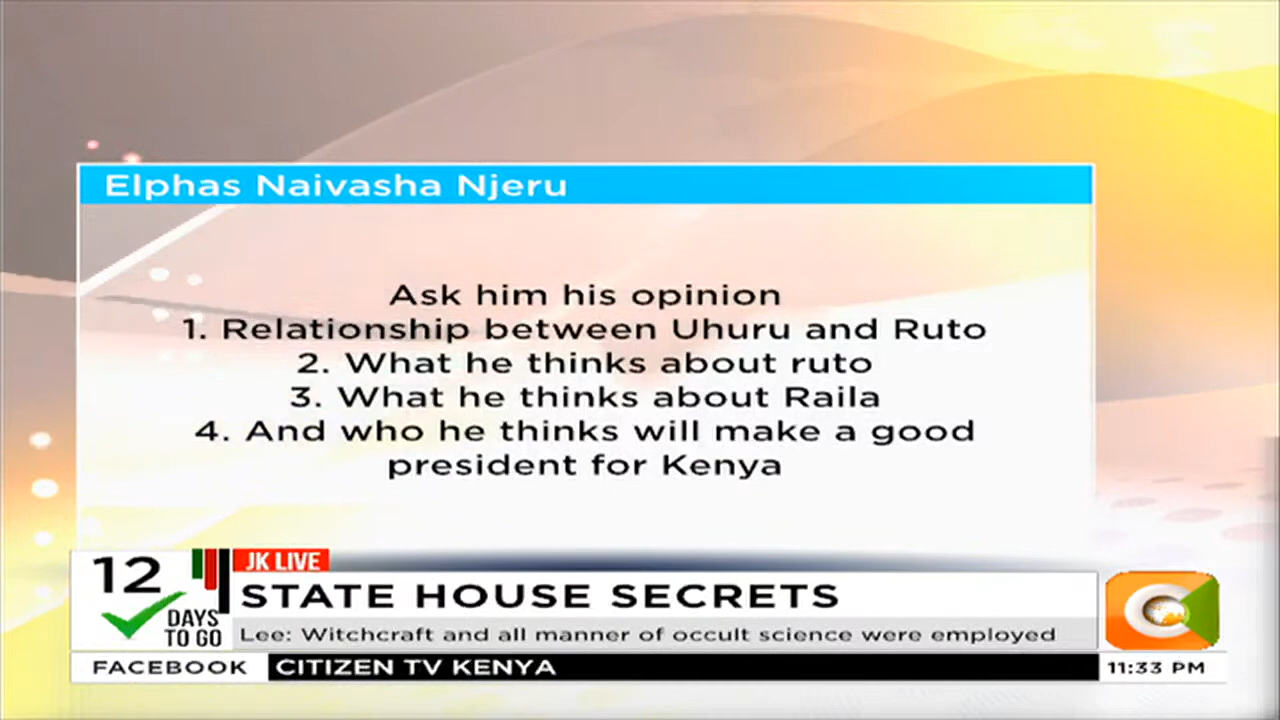 Elphas Naivasha Njeru
Ask him his opinion
1. Relationship between Uhuru and Ruto
2. What he thinks about ruto
3. What he thinks about Raila
4. And who he thinks will make a good
president for Kenya
12
DAYS
TO GO
JK LIVE
STATE HOUSE SECRETS
Lee: Witchcraft and all manner of occult science were employed
FACEBOOK
CITIZEN TV KENYA
11:33 PM